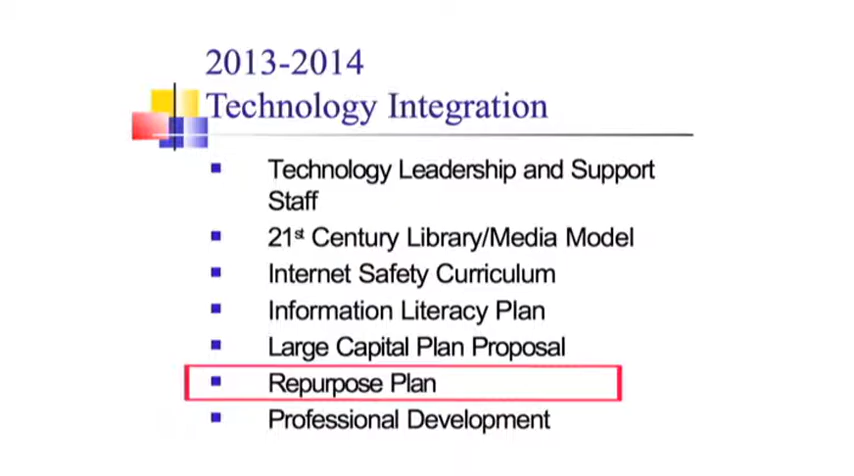 2013-2014
Technology Integration
Technology Leadership and Support
Staff
21st Century Library/Media Model
Internet Safety Curriculum
Information Literacy Plan
Large Capital Plan Proposal
Repurpose Plan
Professional Development